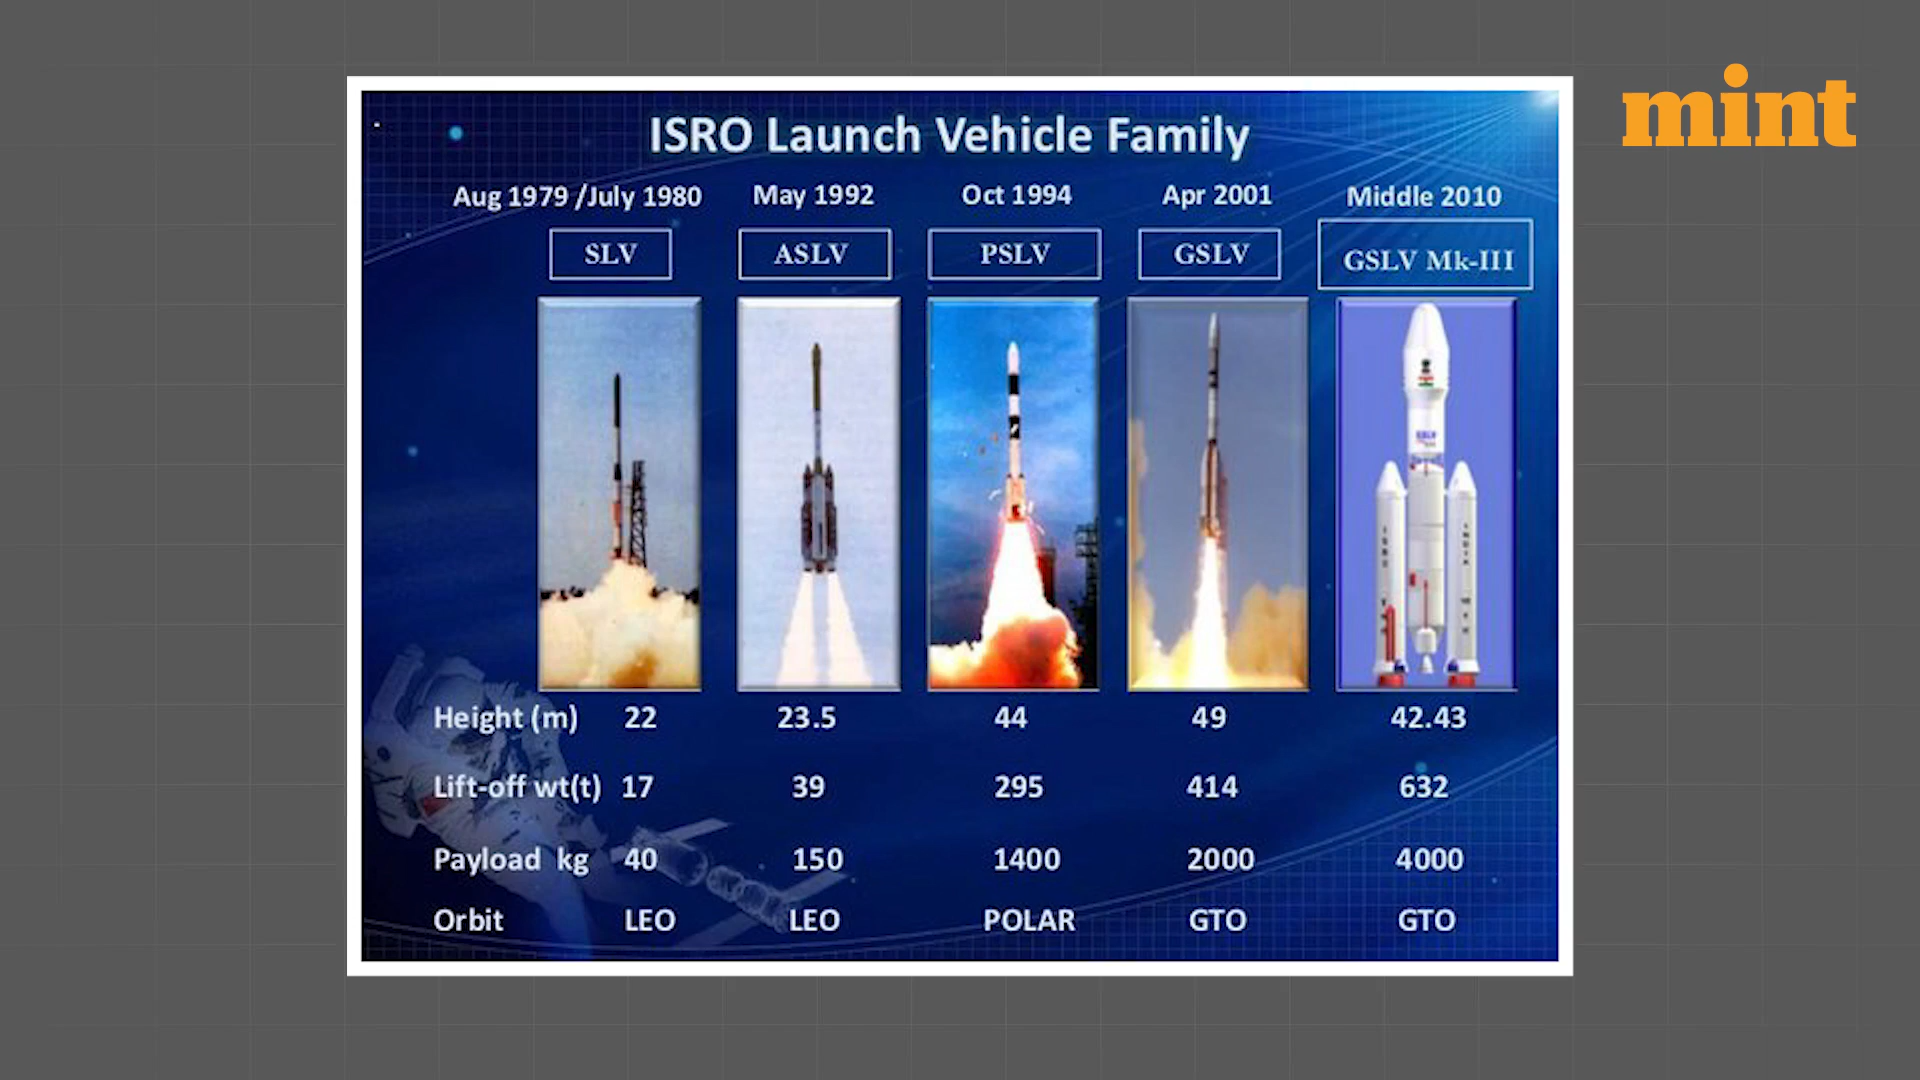 mint
ISRO Launch Vehicle Family
Aug 1979 /July 1980 May 1992 Oct 1994 Apr 2001 Middle 2010
SLV ASLV PSLV GSLV GSLV Mk-III
Height (m) 22 23.5 44 49 42.43
Lift-off wt(t) 17 39 295 414 632
Payload kg 40 150 1400 2000 4000
Orbit LEO LEO POLAR GTO GTO